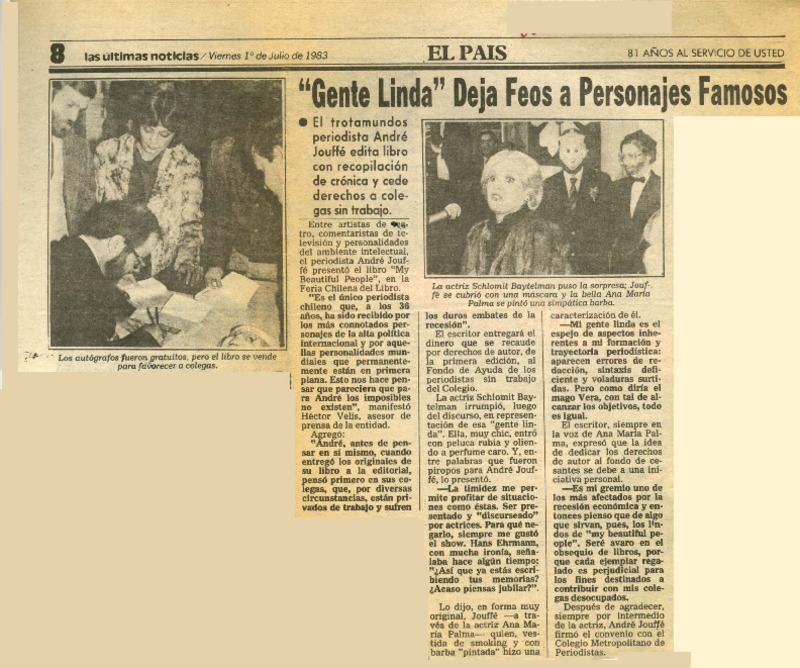 8 las últimas noticias / Viernes 1° de Julio de 1983
EL PAIS
81 AÑOS AL SERVICIO DE USTED
"Gente Linda" Deja Feos a Personajes Famosos
● El trotamundos
periodista André
Jouffé edita libro
con recopilación
de crónica y cede
derechos a cole-
gas sin trabajo.
Los autógrafos fueron gratuitos, pero el libro se vende
para favorecer a colegas.
La actriz Schlomit Baytelman puso la sorpresa; Jouf-
fé se cubrió con una máscara y la bella Ana María
Palma se pintó una simpática barba.
Entre artistas de
tro, comentaristas de te-
levisión y personalidades
del ambiente intelectual,
el periodista André Jouf-
fé presentó el libro "My
Beautiful People", en la
Feria Chilena del Libro.
"Es el único periodista
chileno que, a los 36
años, ha sido recibido por
los más connotados perso-
najes de la alta política
internacional y por aque-
llas personalidades mun-
diales que permanente-
mente están en primera
plana. Esto nos hace pen-
sar que pareciera que pa-
ra André los imposibles
no existen", manifestó
Héctor Velis, asesor de
prensa de la entidad.
Agregó:
"André, antes de pen-
sar en sí mismo, cuando
entregó los originales de
su libro a la editorial,
pensó primero en sus co-
legas, que, por diversas
circunstancias, están pri-
vados de trabajo y sufren
los duros embates de la
recesión".
El escritor entregará el
dinero que se recaude
por derechos de autor, de
la primera edición, al
Fondo de Ayuda de los
periodistas sin trabajo
del Colegio.
La actriz Schlomit Bay-
telman irrumpió, luego
del discurso, en repre-
sentación de esa "gente lin-
da". Ella, muy chic, entró
con peluca rubia y olien-
do a perfume caro. Y, en-
tre palabras que fueron
piropos para André Jouf-
fé, lo presentó.
—La timidez me per-
mite profitar de situacio-
nes como éstas. Ser pre-
sentado y "discurseado"
por actrices. Para qué ne-
garlo, siempre me gustó
el show. Hans Ehrmann,
con mucha ironía, seña-
laba hace algún tiempo:
"¿Así que ya estás escri-
biendo tus memorias?
¿Acaso piensas jubilar?".
Lo dijo, en forma muy
original, Jouffé —a tra-
vés de la actriz Ana Ma-
ría Palma— quien, ves-
tida de smoking y con
barba "pintada" hizo una
caracterización de él.
—Mi gente linda es el
espejo de aspectos inhe-
rentes a mi formación y
trayectoria periodística:
aparecen errores de re-
dacción, sintaxis defi-
ciente y voladuras surti-
das. Pero como diría el
mago Vera, con tal de al-
canzar los objetivos, todo
es igual.
El escritor, siempre en
la voz de Ana María Pal-
ma, expresó que la idea
de dedicar los derechos
de autor al fondo de ce-
santes se debe a una ini-
ciativa personal.
—Es mi gremio uno de
los más afectados por la
recesión económica y en-
tonces pienso que de algo
que sirvan, pues, los lin-
dos de "my beautiful peo-
ple". Seré avaro en el
obsequio de libros, por-
que cada ejemplar rega-
lado es perjudicial para
los fines destinados a
contribuir con mis cole-
gas desocupados.
Después de agradecer,
siempre por intermedio
de la actriz, André Jouffé
firmó el convenio con el
Colegio Metropolitano de
Periodistas.